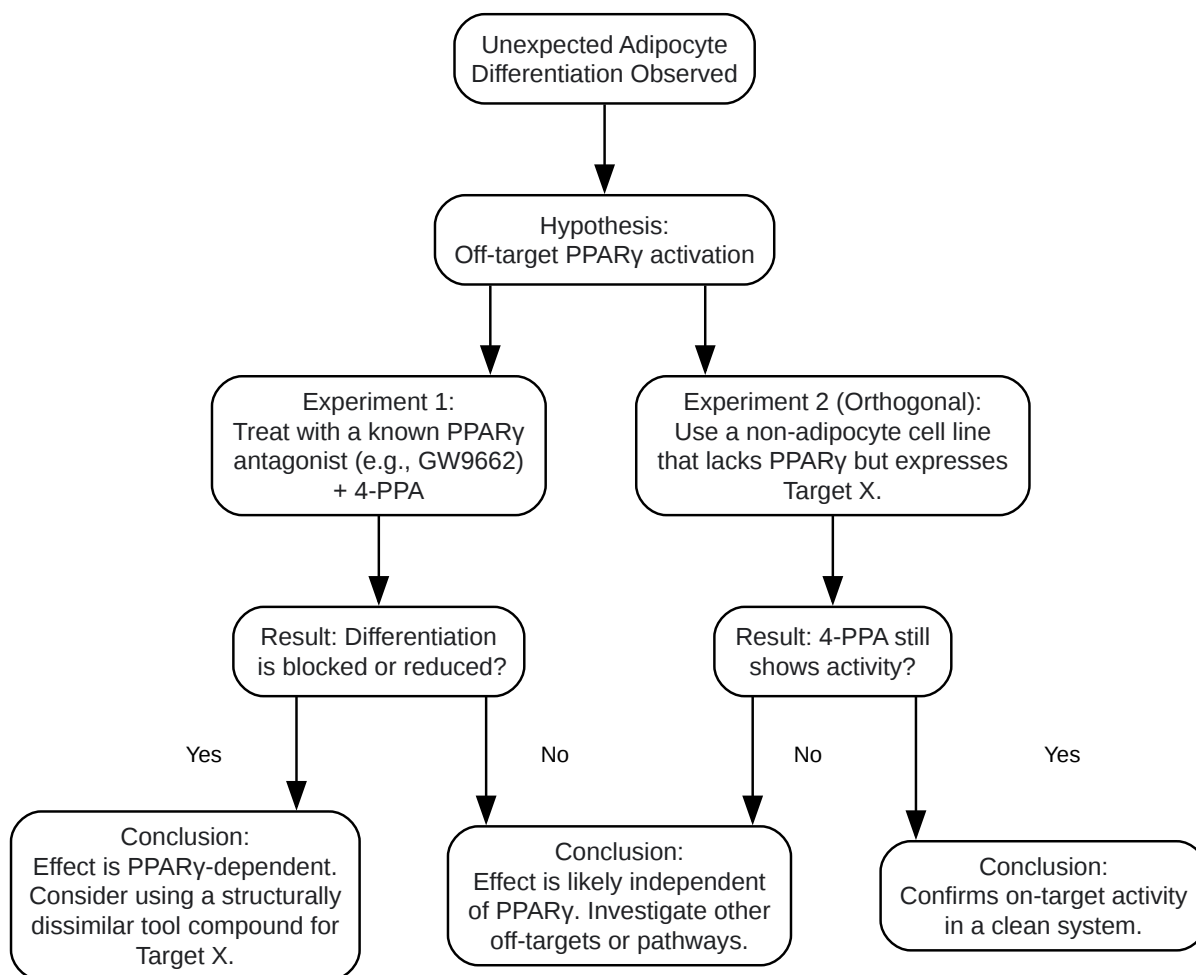 Unexpected Adipocyte
Differentiation Observed
Hypothesis:
Off-target PPARγ activation
Experiment 1:
Treat with a known PPARγ
antagonist (e.g., GW9662)
+ 4-PPA
Experiment 2 (Orthogonal):
Use a non-adipocyte cell line
that lacks PPARγ but expresses
Target X.
Result: Differentiation
is blocked or reduced?
Result: 4-PPA still
shows activity?
Yes
No
No
Yes
Conclusion:
Effect is PPARγ-dependent.
Consider using a structurally
dissimilar tool compound for
Target X.
Conclusion:
Effect is likely independent
of PPARγ. Investigate other
off-targets or pathways.
Conclusion:
Confirms on-target activity
in a clean system.